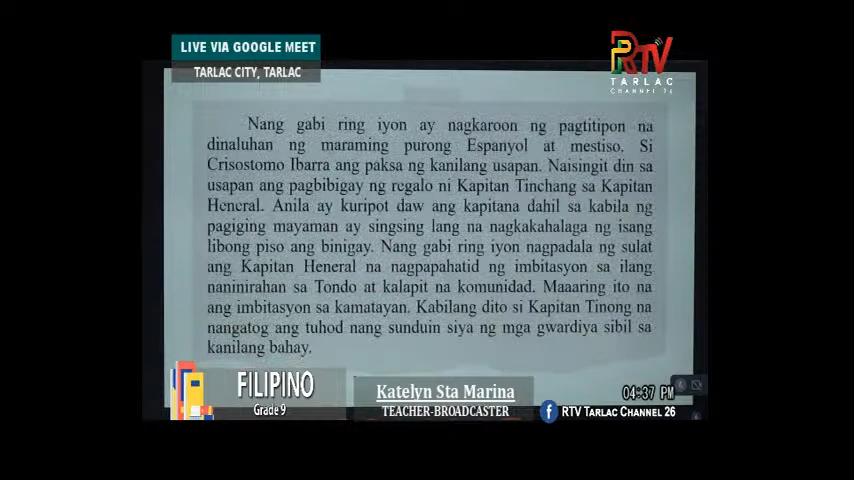 LIVE VIA GOOGLE MEET
TARLAC CITY, TARLAC
RTV
TARLAC
CHANNEL 26
Nang gabi ring iyon ay nagkaroon ng pagtitipon na
dinaluhan ng maraming purong Espanyol at mestiso. Si
Crisostomo Ibarra ang paksa ng kanilang usapan. Naisingit din sa
usapan ang pagbibigay ng regalo ni Kapitan Tinchang sa Kapitan
Heneral. Anila ay kuripot daw ang kapitana dahil sa kabila ng
pagiging mayaman ay singsing lang na nagkakahalaga ng isang
libong piso ang binigay. Nang gabi ring iyon nagpadala ng sulat
ang Kapitan Heneral na nagpapahatid ng imbitasyon sa ilang
naninirahan sa Tondo at kalapit na komunidad. Maaaring ito na
ang imbitasyon sa kamatayan. Kabilang dito si Kapitan Tinong na
nangatog ang tuhod nang sunduin siya ng mga gwardiya sibil sa
kanilang bahay.
FILIPINO
Grade 9
Katelyn Sta Marina
TEACHER-BROADCASTER
04:37 PM
RTV TARLAC CHANNEL 26